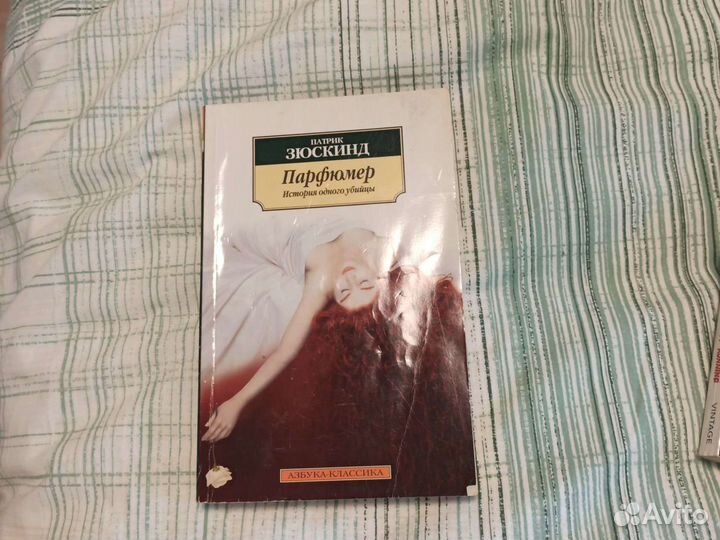 ПАТРИК
ЗЮСКИНД
Парфюмер
История одного убийцы
АЗБУКА-КЛАССИКА
VINTAGE
Avito